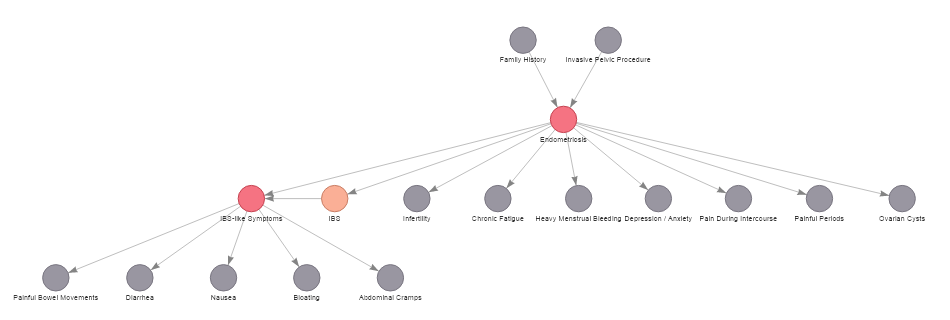 Family History
Invasive Pelvic Procedure
Endometriosis
IBS-like Symptoms
IBS
Infertility
Chronic Fatigue
Heavy Menstrual Bleeding
Depression / Anxiety
Pain During Intercourse
Painful Periods
Ovarian Cysts
Painful Bowel Movements
Diarrhea
Nausea
Bloating
Abdominal Cramps